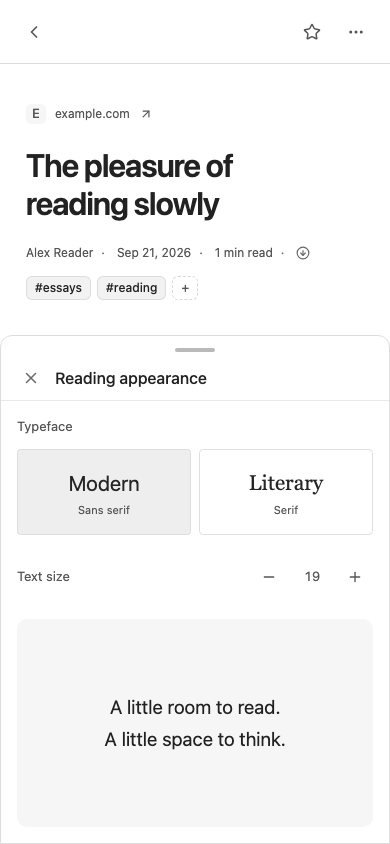 E example.com
The pleasure of
reading slowly
Alex Reader · Sep 21, 2026 · 1 min read ·
#essays #reading +
Reading appearance
Typeface
Modern
Sans serif
Literary
Serif
Text size − 19 +
A little room to read.
A little space to think.